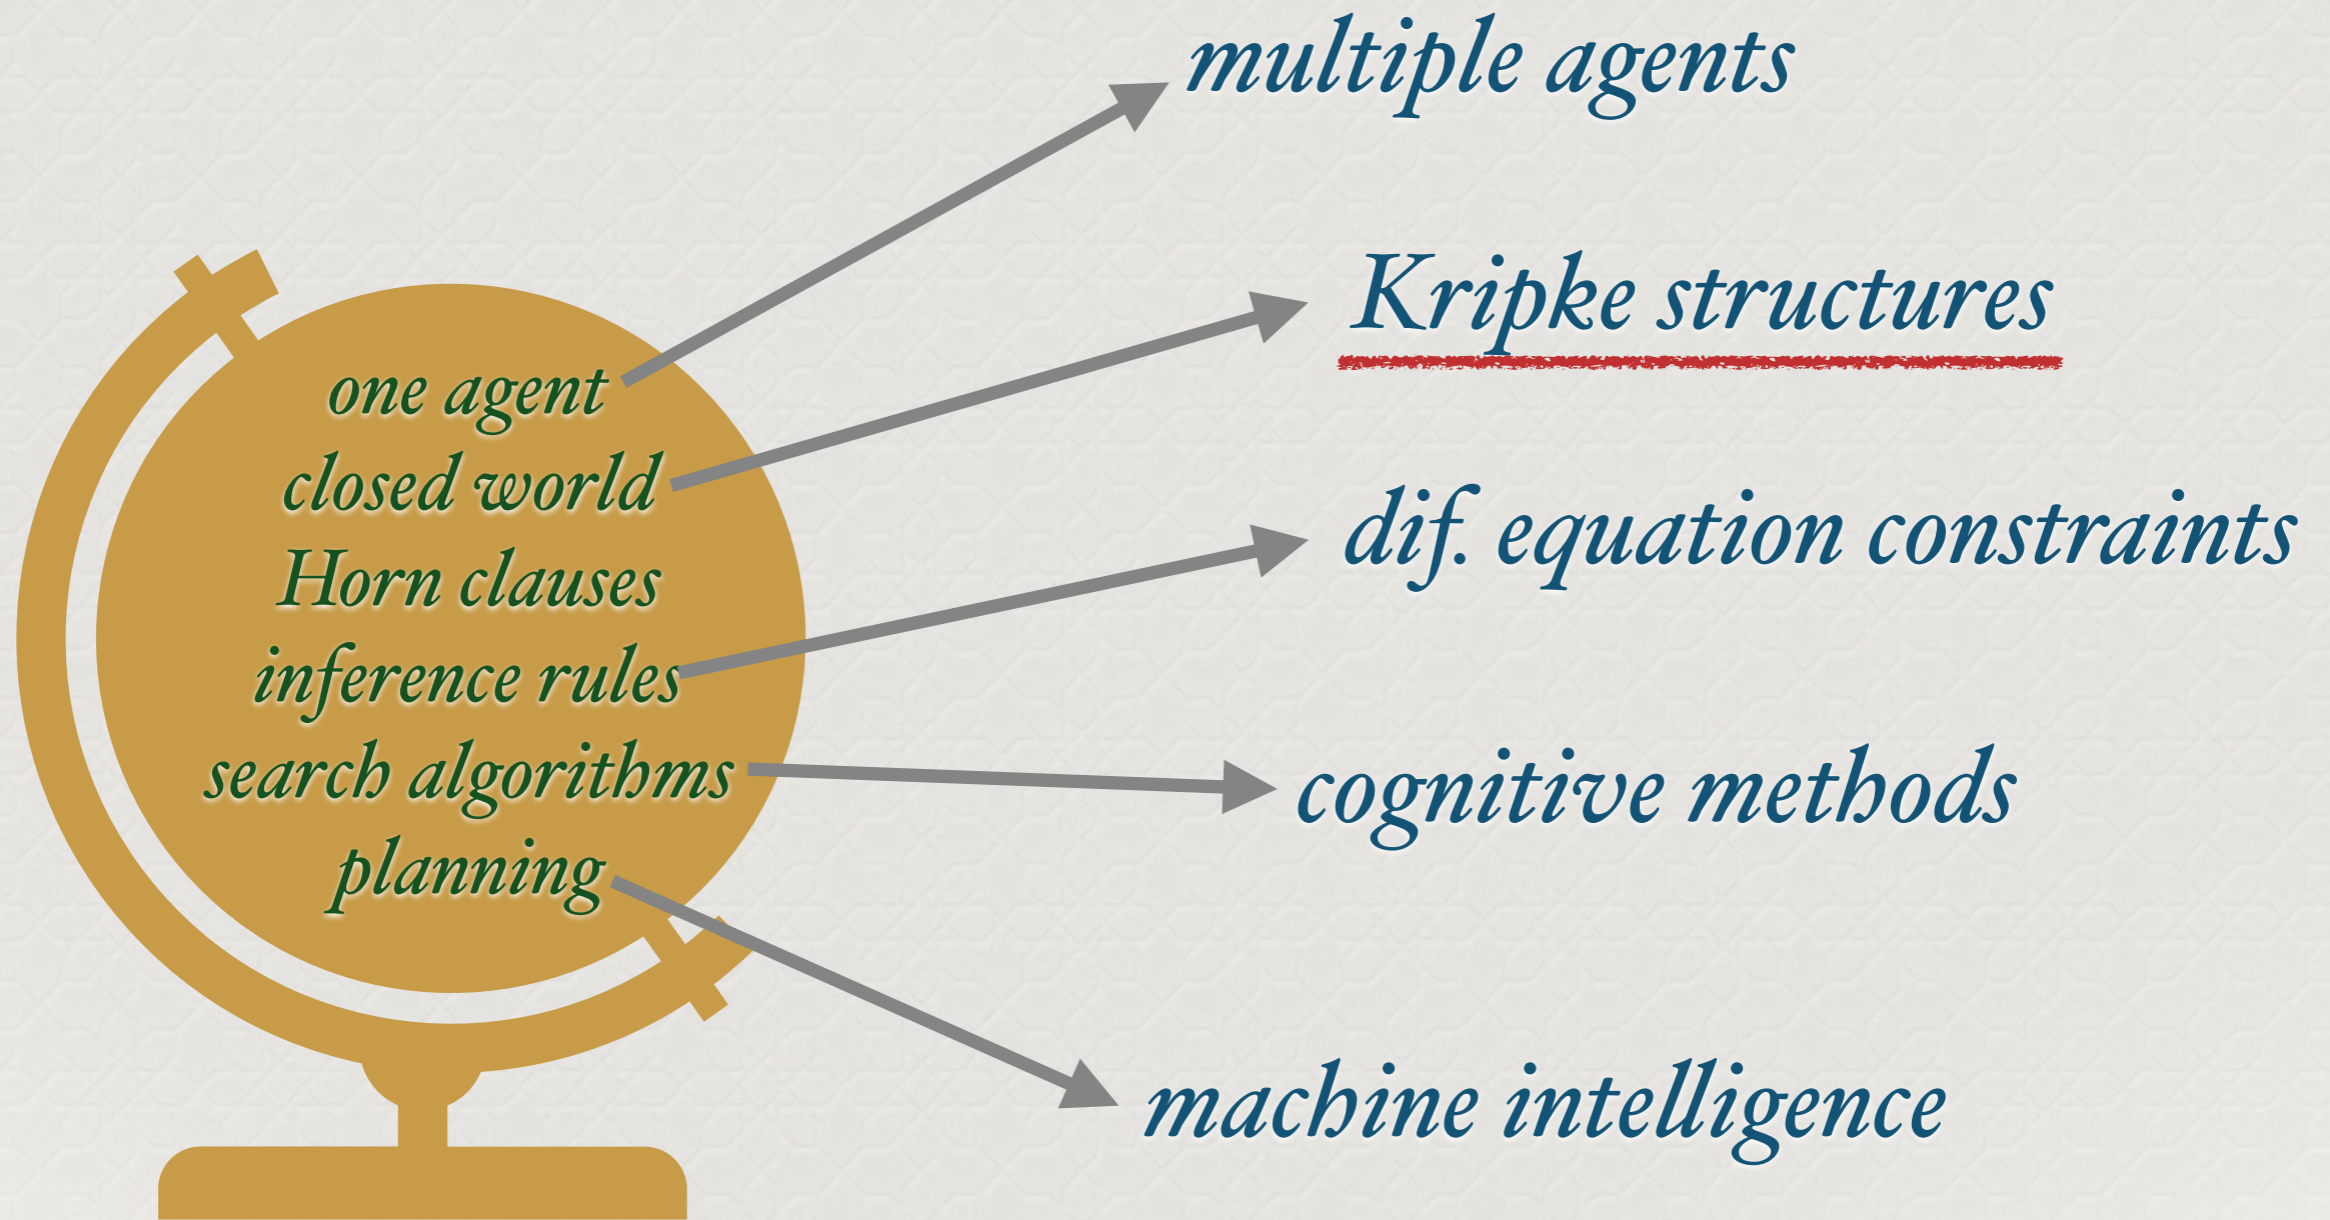 multiple agents
Kripke structures
one agent
closed world
dif. equation constraints
Horn clauses
inference rules
search algorithms
cognitive methods
planning
machine intelligence